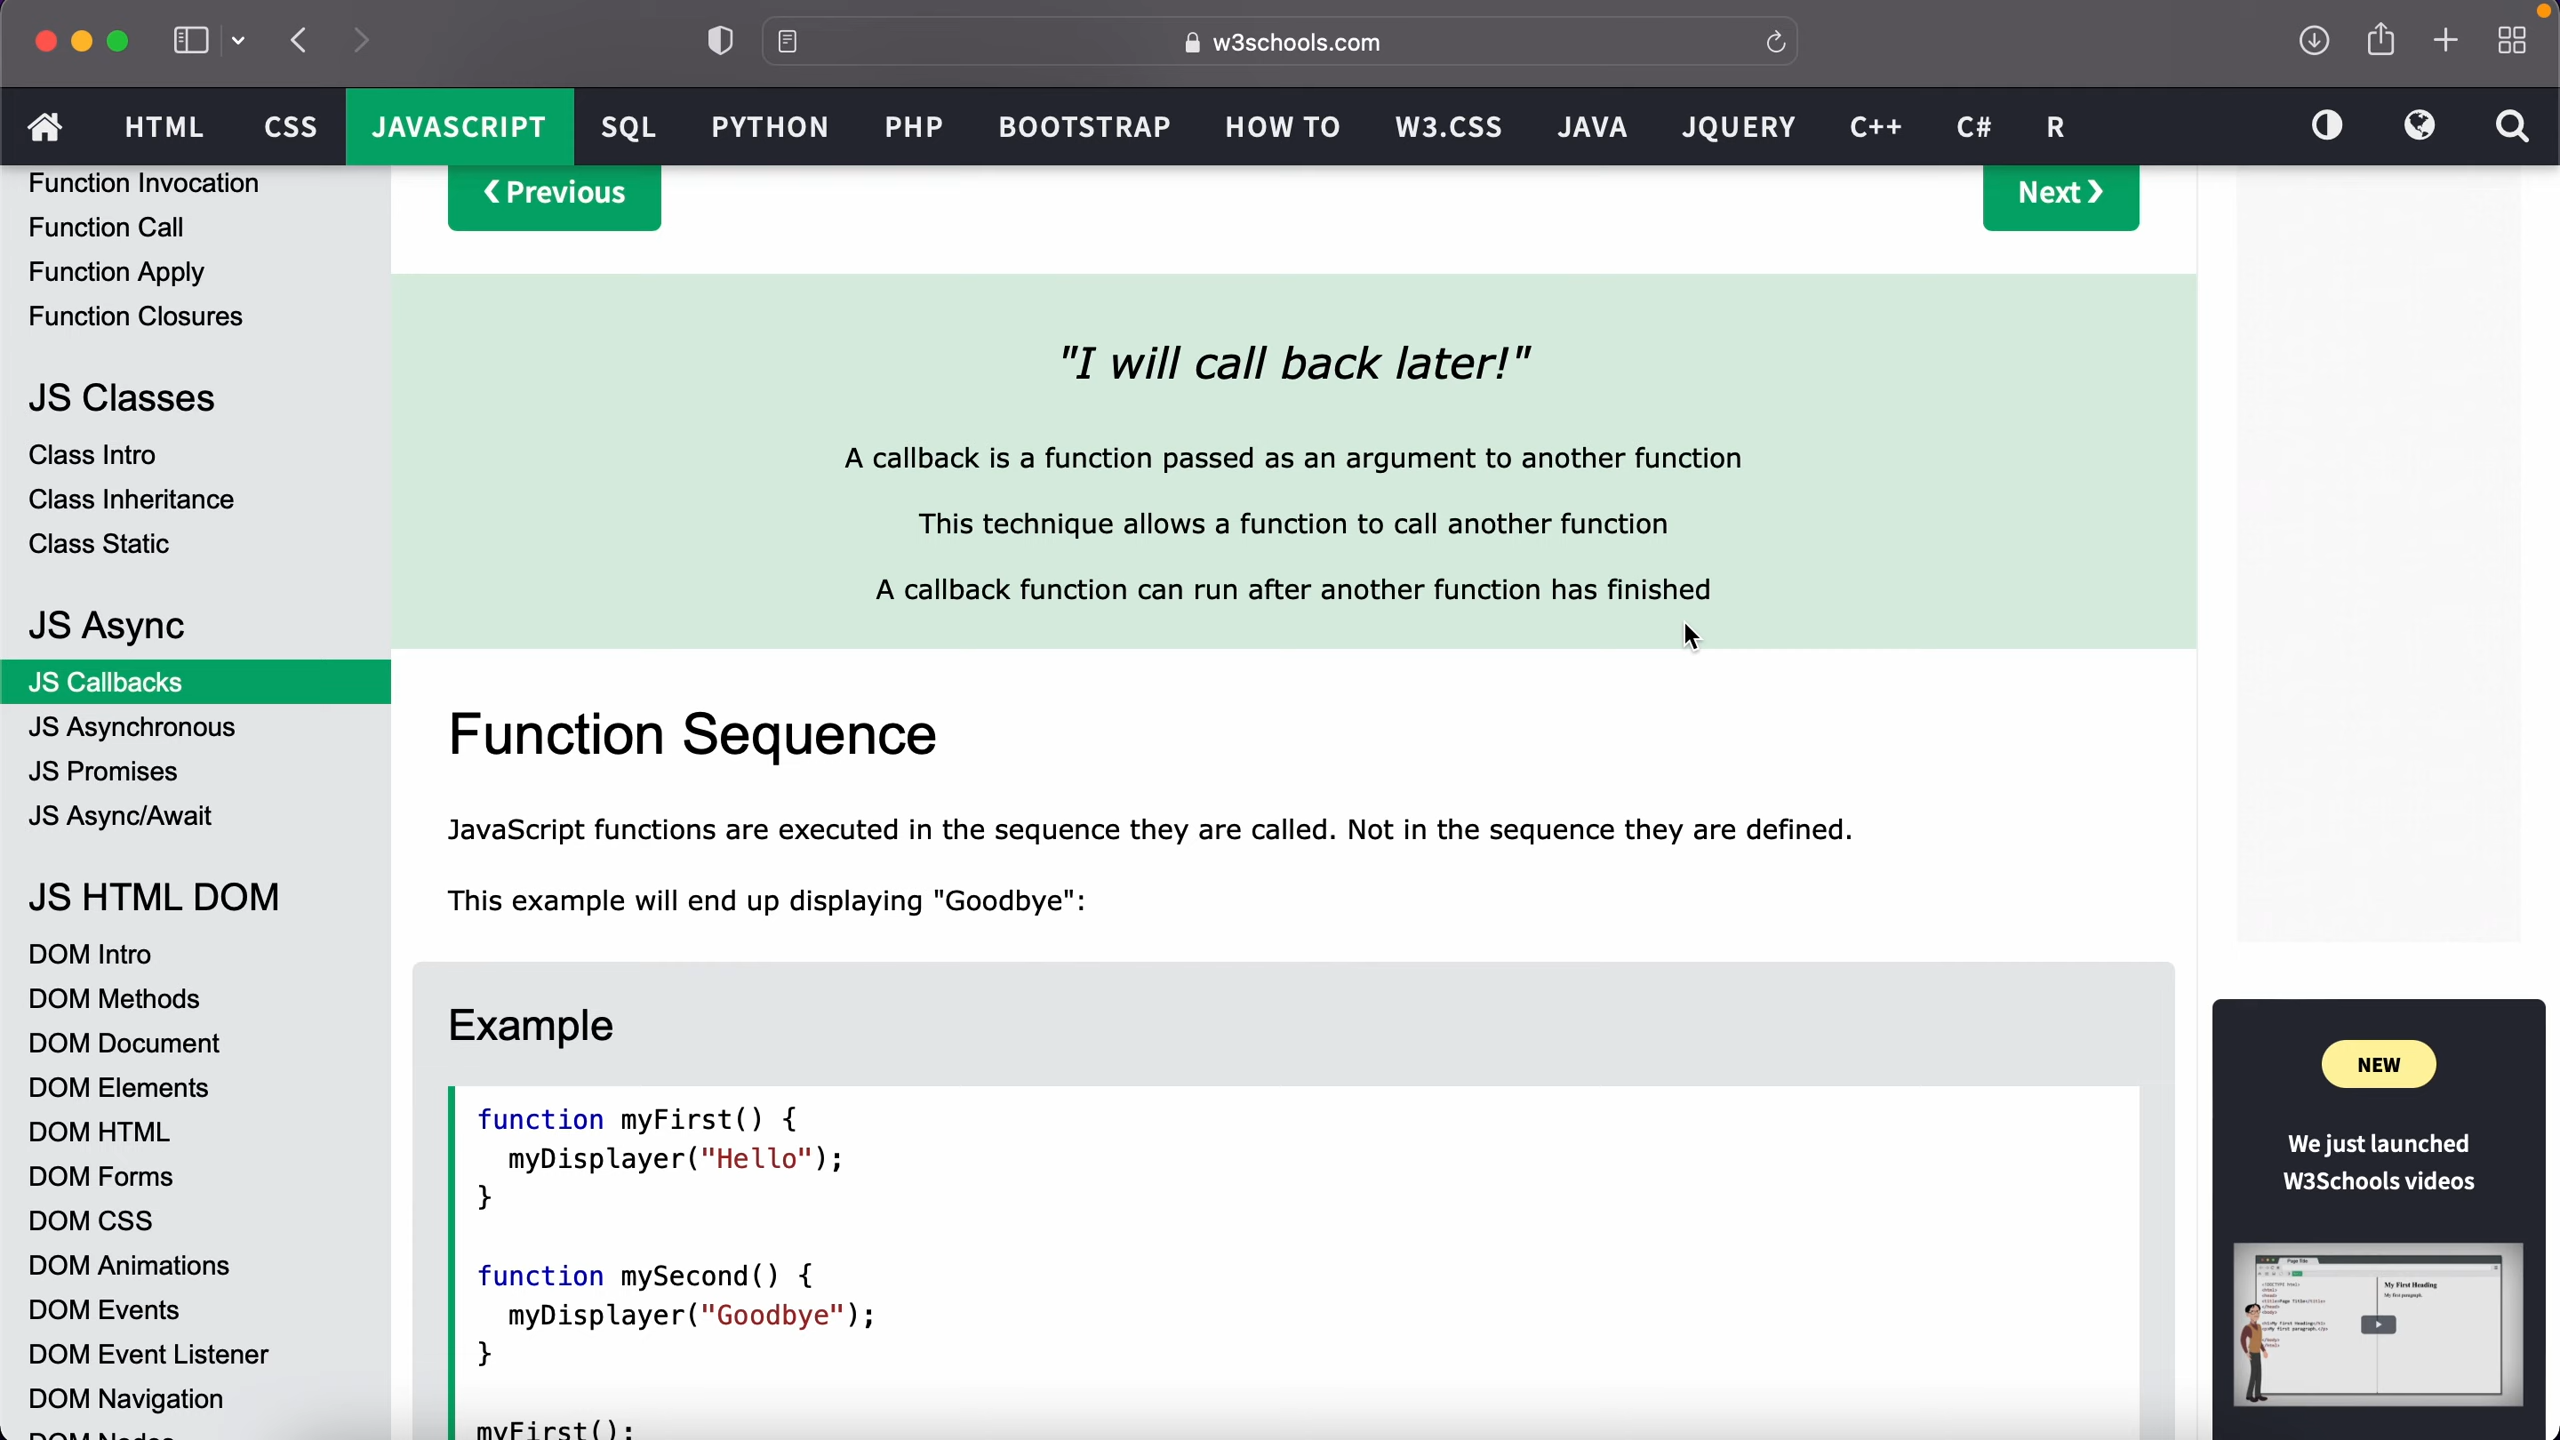 w3schools.com
HTML CSS JAVASCRIPT SQL PYTHON PHP BOOTSTRAP HOW TO W3.CSS JAVA JQUERY C++ C# R
Function Invocation
Function Call
Function Apply
Function Closures
JS Classes
Class Intro
Class Inheritance
Class Static
JS Async
JS Callbacks
JS Asynchronous
JS Promises
JS Async/Await
JS HTML DOM
DOM Intro
DOM Methods
DOM Document
DOM Elements
DOM HTML
DOM Forms
DOM CSS
DOM Animations
DOM Events
DOM Event Listener
DOM Navigation
❮ Previous
Next ❯
"I will call back later!"
A callback is a function passed as an argument to another function
This technique allows a function to call another function
A callback function can run after another function has finished
Function Sequence
JavaScript functions are executed in the sequence they are called. Not in the sequence they are defined.
This example will end up displaying "Goodbye":
Example
function myFirst() {
  myDisplayer("Hello");
}
function mySecond() {
  myDisplayer("Goodbye");
}
myFirst();
NEW
We just launched
W3Schools videos
My First Heading
My first paragraph.